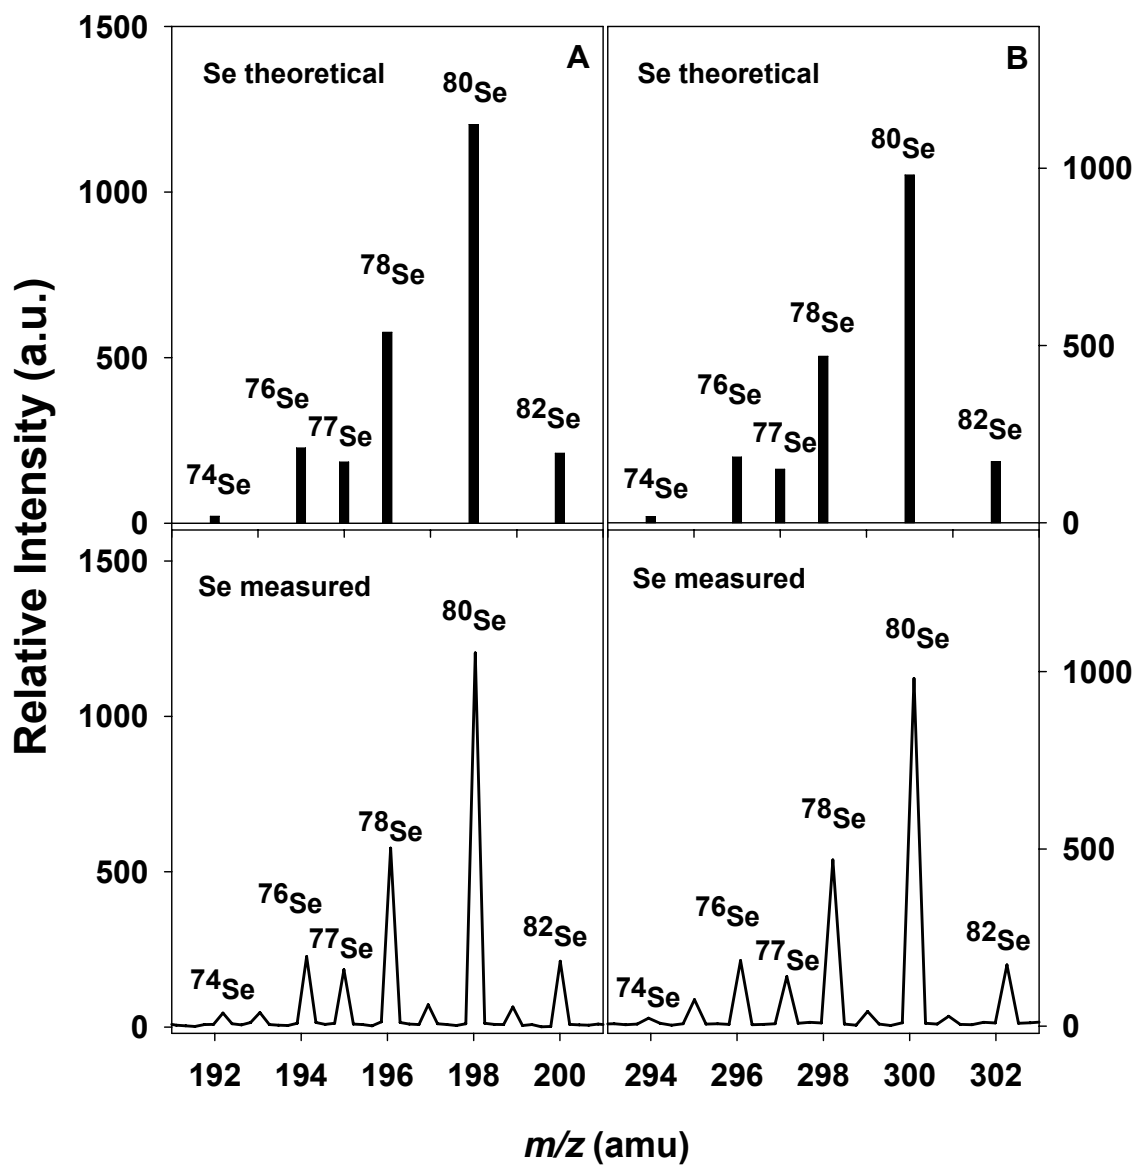 Relative Intensity (a.u.)
A
Se theoretical
1500
1000
500
0
74Se
76Se
77Se
78Se
80Se
82Se
B
Se theoretical
1000
500
0
74Se
76Se
77Se
78Se
80Se
82Se
Se measured
1500
1000
500
0
74Se
76Se
77Se
78Se
80Se
82Se
192 194 196 198 200
Se measured
1000
500
0
74Se
76Se
77Se
78Se
80Se
82Se
294 296 298 300 302
m/z (amu)